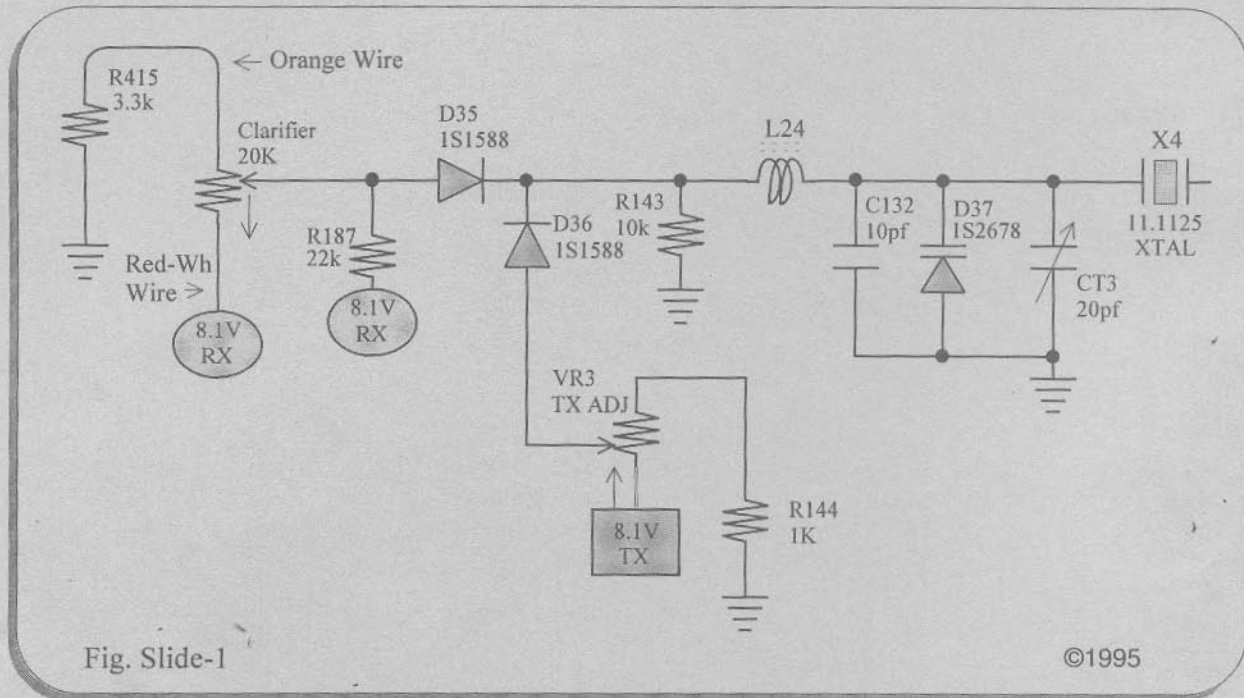 ← Orange Wire
R415
3.3k
Clarifier
20K
D35
1S1588
L24
X4
R187
22k
D36
1S1588
R143
10k
C132
10pf
D37
1S2678
11.1125
XTAL
CT3
20pf
Red-Wh
Wire →
8.1V
RX
8.1V
RX
VR3
TX ADJ
8.1V
TX
R144
1K
Fig. Slide-1
©1995